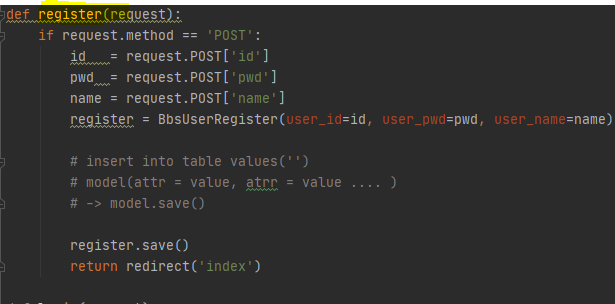 def register(request):
    if request.method == 'POST':
        id   = request.POST['id']
        pwd  = request.POST['pwd']
        name = request.POST['name']
        register = BbsUserRegister(user_id=id, user_pwd=pwd, user_name=name)
        # insert into table values('')
        # model(attr = value, atrr = value .... )
        # -> model.save()
        register.save()
        return redirect('index')